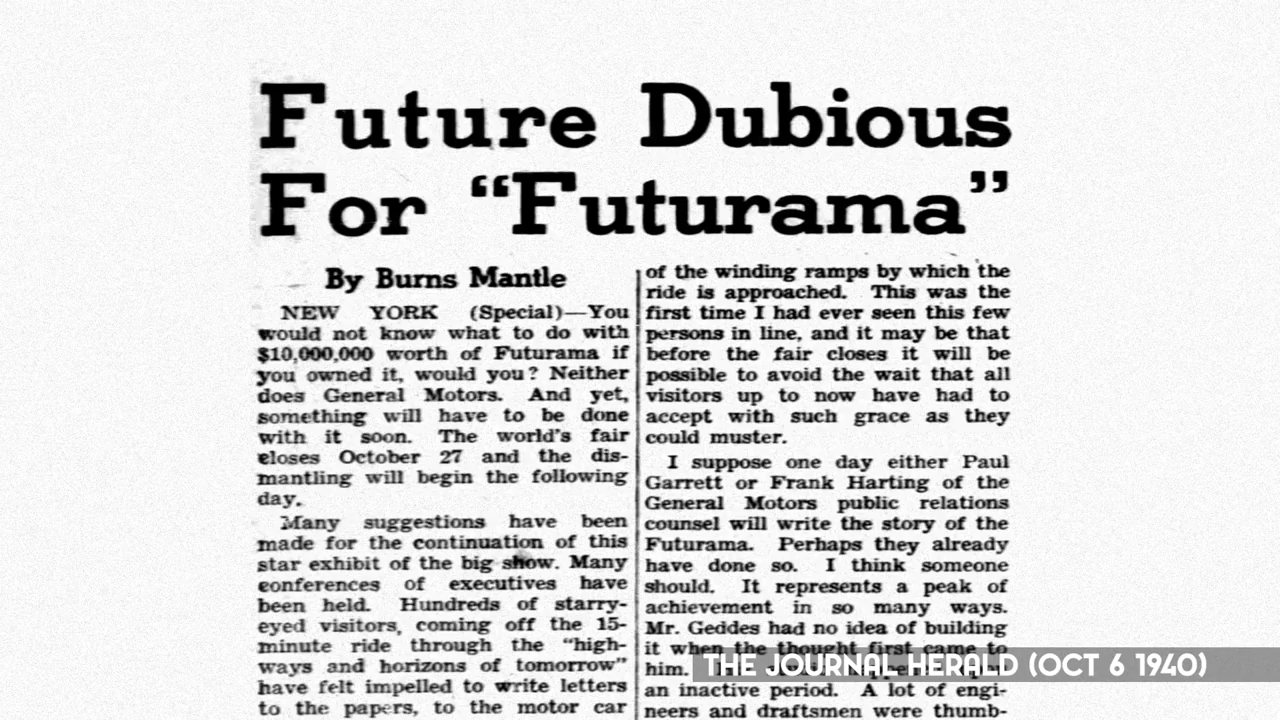 Future Dubious
For “Futurama”
By Burns Mantle
NEW YORK (Special)—You
would not know what to do with
$10,000,000 worth of Futurama if
you owned it, would you? Neither
does General Motors. And yet,
something will have to be done
with it soon. The world's fair
closes October 27 and the dis-
mantling will begin the following
day.
Many suggestions have been
made for the continuation of this
star exhibit of the big show. Many
conferences of executives have
been held. Hundreds of starry-
eyed visitors, coming off the 15-
minute ride through the “high-
ways and horizons of tomorrow”
have felt impelled to write letters
to the papers, to the motor car
of the winding ramps by which the
ride is approached. This was the
first time I had ever seen this few
persons in line, and it may be that
before the fair closes it will be
possible to avoid the wait that all
visitors up to now have had to
accept with such grace as they
could muster.
I suppose one day either Paul
Garrett or Frank Harting of the
General Motors public relations
counsel will write the story of the
Futurama. Perhaps they already
have done so. I think someone
should. It represents a peak of
achievement in so many ways.
Mr. Geddes had no idea of building
it when the thought first came to
him.
an inactive period. A lot of engi-
neers and draftsmen were thumb-
THE JOURNAL HERALD (OCT 6 1940)